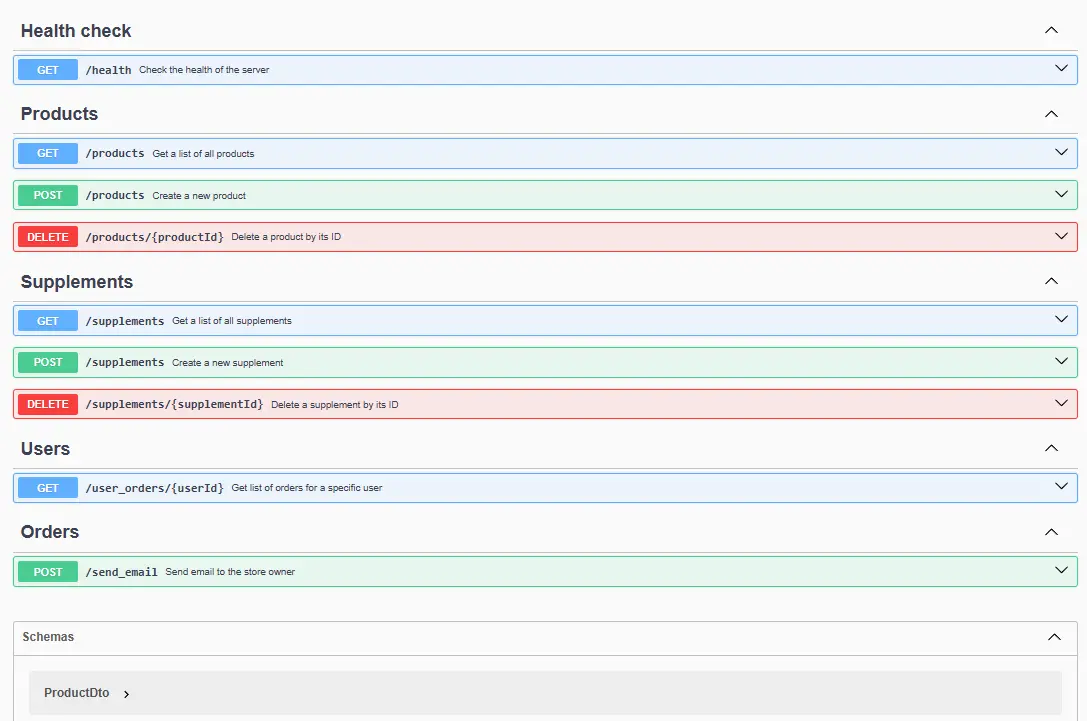 Health check
GET /health Check the health of the server
Products
GET /products Get a list of all products
POST /products Create a new product
DELETE /products/{productId} Delete a product by its ID
Supplements
GET /supplements Get a list of all supplements
POST /supplements Create a new supplement
DELETE /supplements/{supplementId} Delete a supplement by its ID
Users
GET /user_orders/{userId} Get list of orders for a specific user
Orders
POST /send_email Send email to the store owner
Schemas
ProductDto